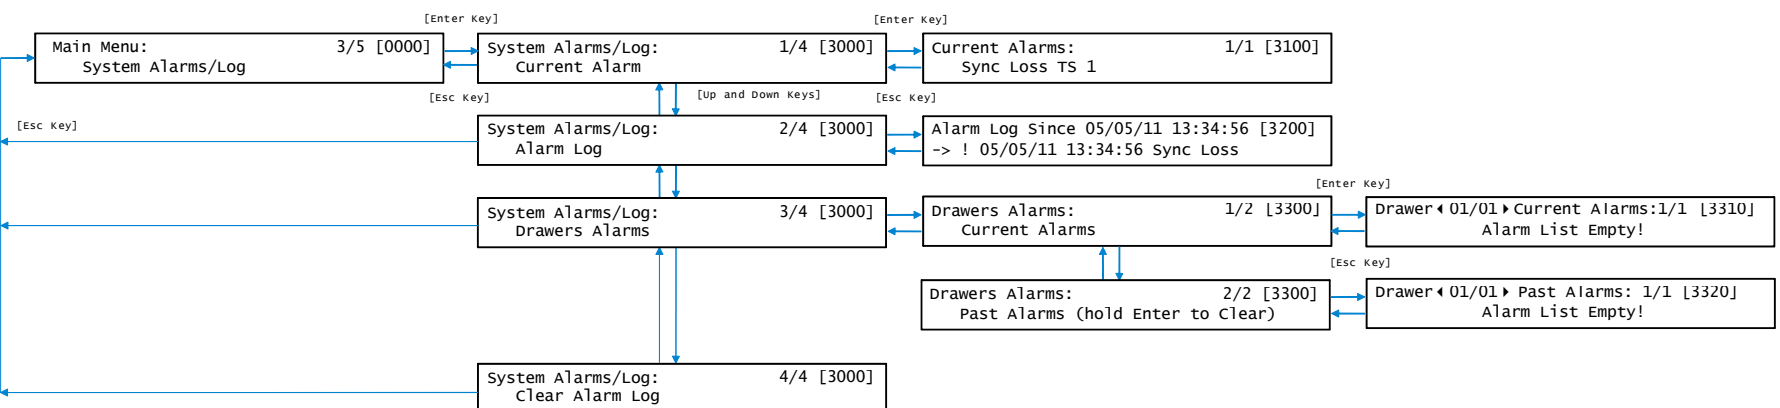 [Enter Key] [Enter Key]
Main Menu: 3/5 [0000]
System Alarms/Log
System Alarms/Log: 1/4 [3000]
Current Alarm
Current Alarms: 1/1 [3100]
Sync Loss TS 1
[Esc Key] [Up and Down Keys] [Esc Key]
[Esc Key]
System Alarms/Log: 2/4 [3000]
Alarm Log
Alarm Log Since 05/05/11 13:34:56 [3200]
-> ! 05/05/11 13:34:56 Sync Loss
[Enter Key]
System Alarms/Log: 3/4 [3000]
Drawers Alarms
Drawers Alarms: 1/2 [3300]
Current Alarms
Drawer◂01/01▸Current Alarms:1/1 [3310]
Alarm List Empty!
[Esc Key]
Drawers Alarms: 2/2 [3300]
Past Alarms (hold Enter to Clear)
Drawer◂01/01▸ Past Alarms: 1/1 [3320]
Alarm List Empty!
System Alarms/Log: 4/4 [3000]
Clear Alarm Log